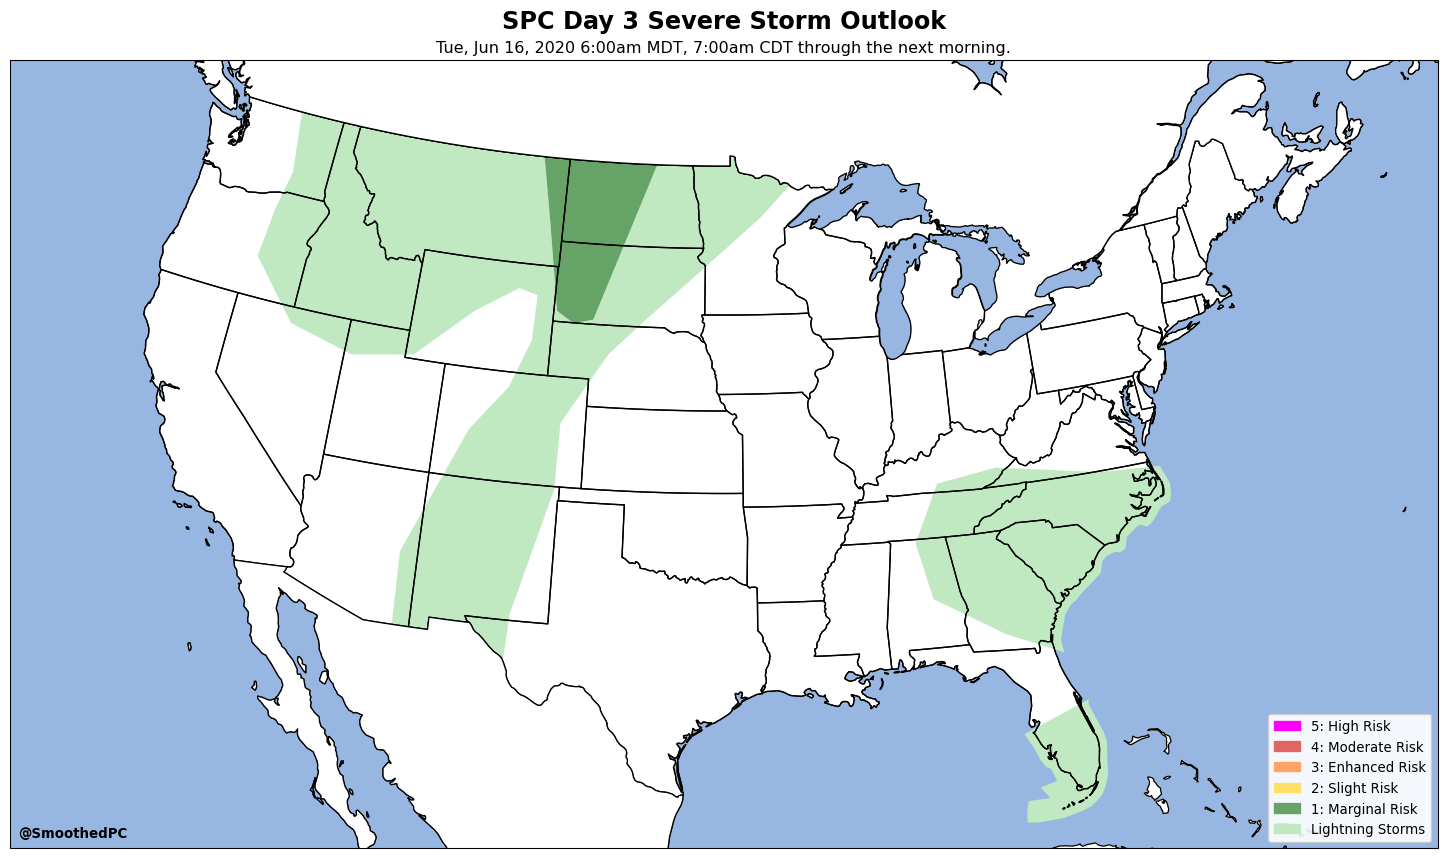 SPC Day 3 Severe Storm Outlook
Tue, Jun 16, 2020 6:00am MDT, 7:00am CDT through the next morning.
5: High Risk
4: Moderate Risk
3: Enhanced Risk
2: Slight Risk
1: Marginal Risk
Lightning Storms
@SmoothedPC